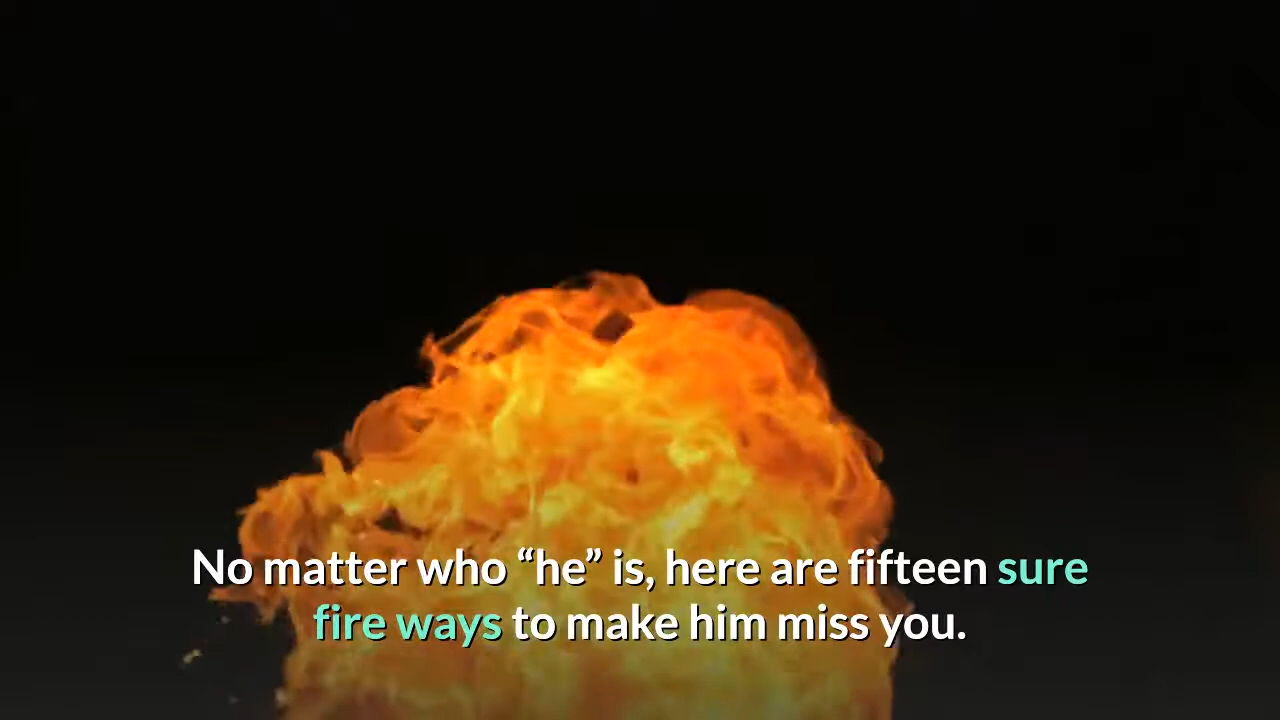 No matter who “he” is, here are fifteen sure
fire ways to make him miss you.